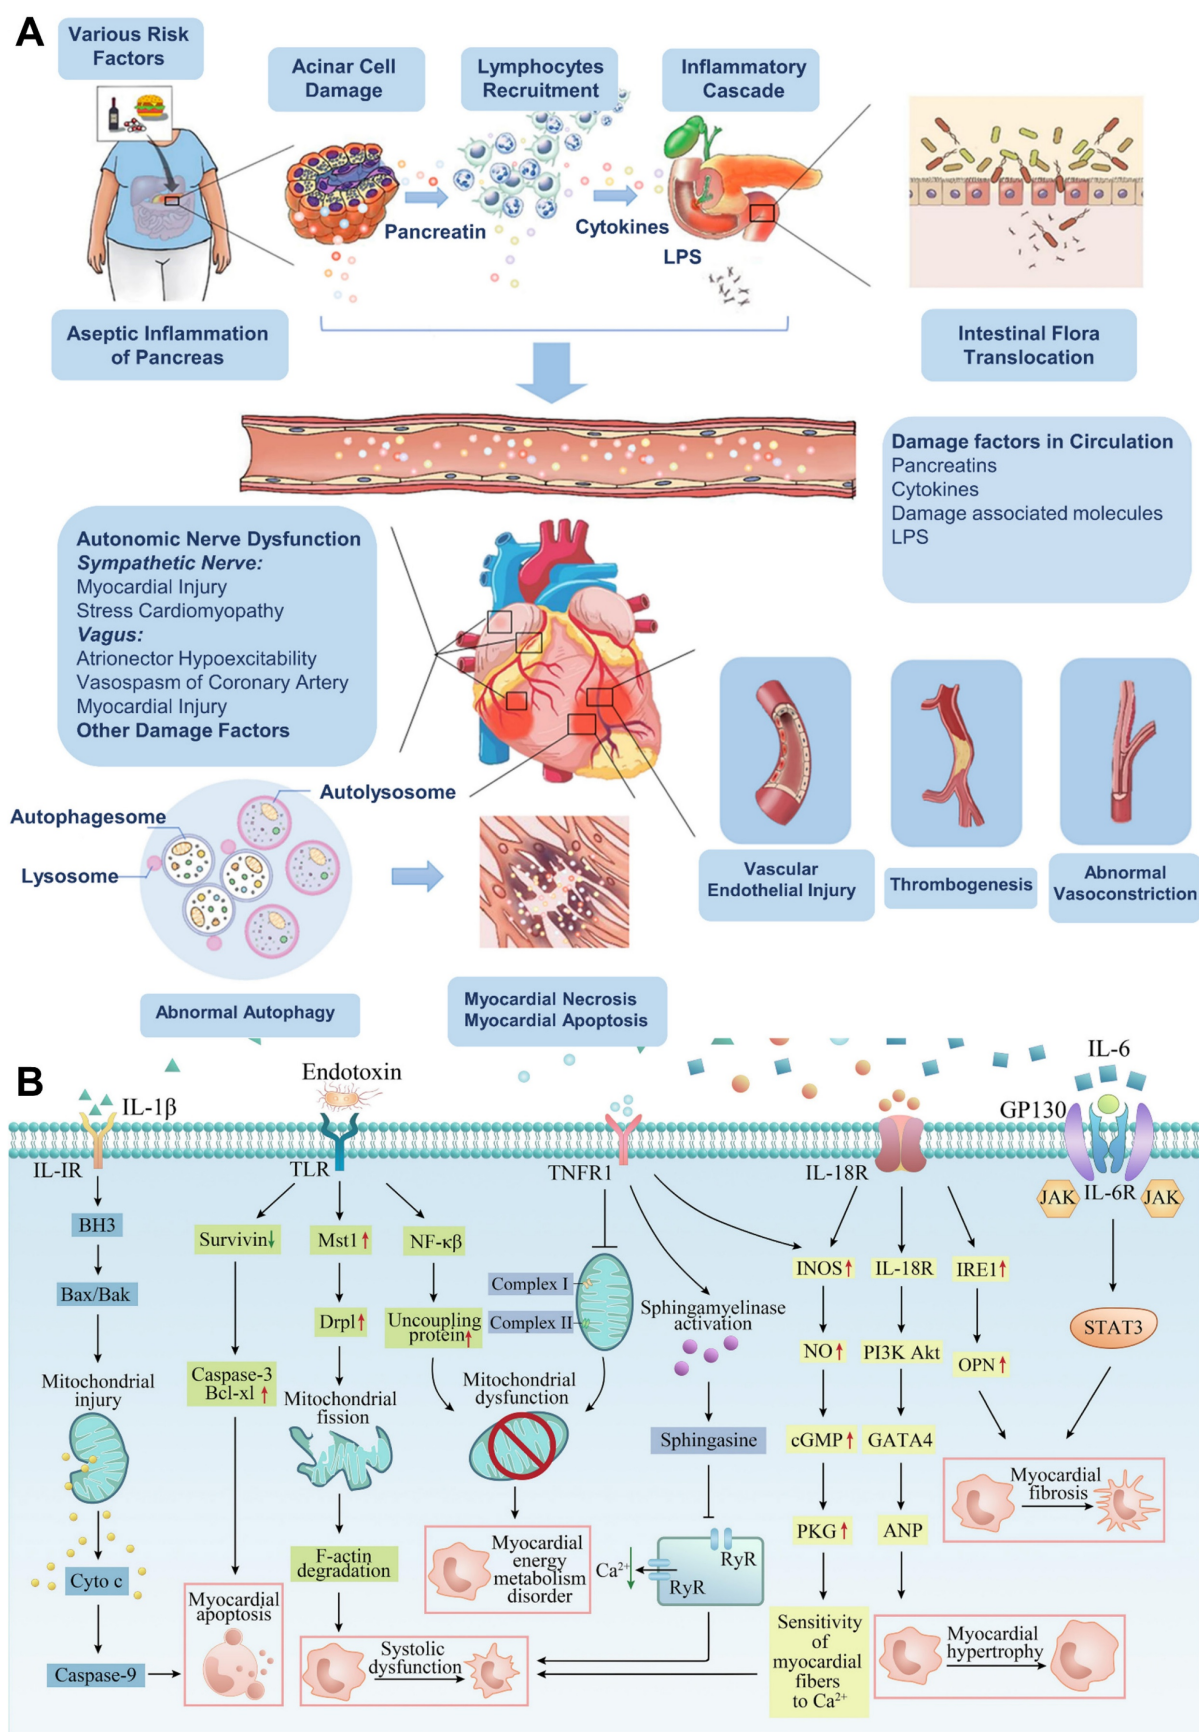 A
Various Risk
Factors
Acinar Cell
Damage
Lymphocytes
Recruitment
Inflammatory
Cascade
Pancreatin
Cytokines
LPS
Aseptic Inflammation
of Pancreas
Intestinal Flora
Translocation
Damage factors in Circulation
Pancreatins
Cytokines
Damage associated molecules
LPS
Autonomic Nerve Dysfunction
Sympathetic Nerve:
Myocardial Injury
Stress Cardiomyopathy
Vagus:
Atrionector Hypoexcitability
Vasospasm of Coronary Artery
Myocardial Injury
Other Damage Factors
Autolysosome
Autophagesome
Lysosome
Vascular
Endothelial Injury
Thrombogenesis
Abnormal
Vasoconstriction
Abnormal Autophagy
Myocardial Necrosis
Myocardial Apoptosis
B
IL-1β
Endotoxin
IL-6
GP130
IL-IR
TLR
TNFR1
IL-18R
JAK
IL-6R
JAK
BH3
Bax/Bak
Mitochondrial
injury
Cyto c
Caspase-9
Survivin
Caspase-3
Bcl-xl
Myocardial
apoptosis
Mst1
Drpl
Mitochondrial
fission
F-actin
degradation
Systolic
dysfunction
NF-κβ
Uncoupling
protein
Complex I
Complex II
Mitochondrial
dysfunction
Myocardial
energy
metabolism
disorder
Sphingamyelinase
activation
Sphingasine
RyR
RyR
Ca²⁺
INOS
NO
cGMP
PKG
Sensitivity
of
myocardial
fibers
to Ca²⁺
IL-18R
PI3K Akt
GATA4
ANP
Myocardial
hypertrophy
IRE1
OPN
STAT3
Myocardial
fibrosis